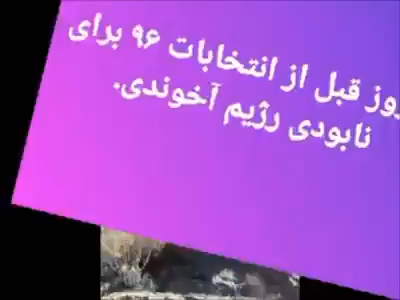 روز قبل از انتخابات ۹۶ برای
نابودی رژیم آخوندی.